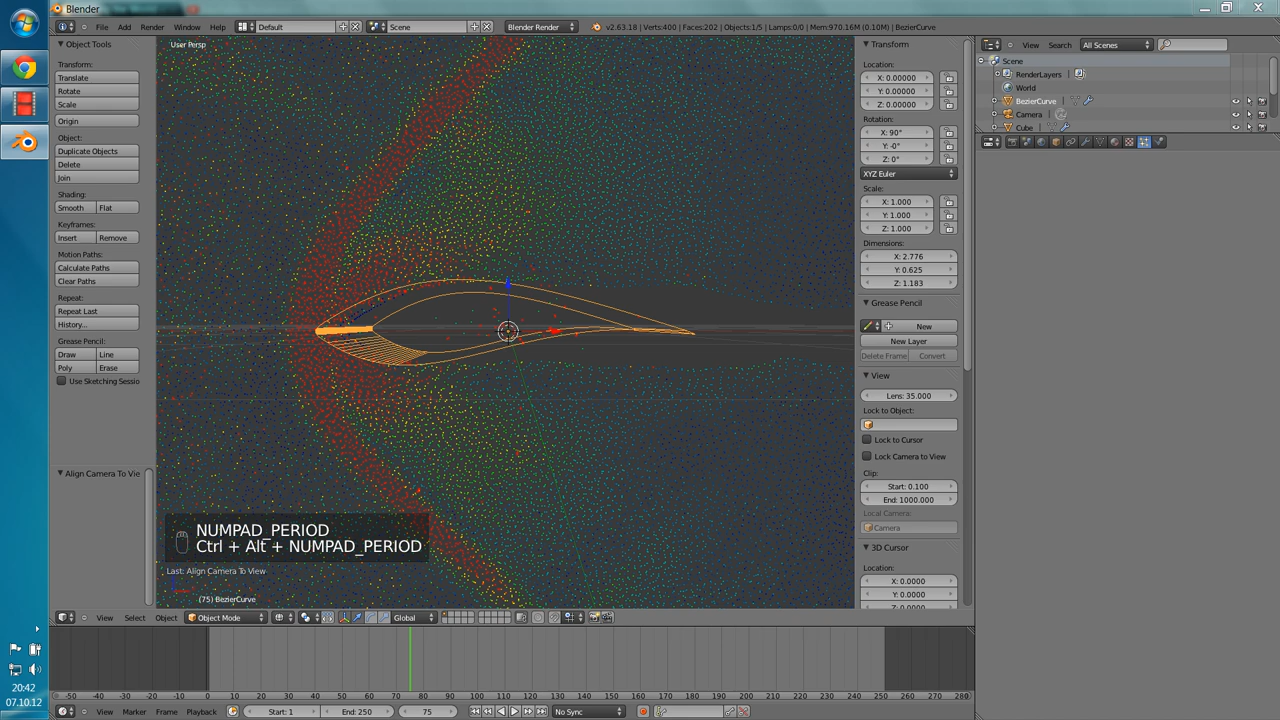 Blender
File Add Render Window Help
Default
Scene
Blender Render
v2.63.18 | Verts:400 | Faces:202 | Objects:1/5 | Lamps:0/0 | Mem:970.16M (0.10M) | BezierCurve
Object Tools
Transform:
Translate
Rotate
Scale
Origin
Object:
Duplicate Objects
Delete
Join
Shading:
Smooth Flat
Keyframes:
Insert Remove
Motion Paths:
Calculate Paths
Clear Paths
Repeat:
Repeat Last
History...
Grease Pencil:
Draw Line
Poly Erase
Use Sketching Sessio
Align Camera To Vie
User Persp
NUMPAD_PERIOD
Ctrl + Alt + NUMPAD_PERIOD
Last: Align Camera To View
(75) BezierCurve
Transform
Location:
X: 0.00000
Y: 0.00000
Z: 0.00000
Rotation:
X: 90°
Y: -0°
Z: 0°
XYZ Euler
Scale:
X: 1.000
Y: 1.000
Z: 1.000
Dimensions:
X: 2.776
Y: 0.625
Z: 1.183
Grease Pencil
New
New Layer
Delete Frame Convert
View
Lens: 35.000
Lock to Object:
Lock to Cursor
Lock Camera to View
Clip:
Start: 0.100
End: 1000.000
Local Camera:
Camera
3D Cursor
Location:
X: 0.0000
Y: 0.0000
Z: 0.0000
View Search All Scenes
Scene
RenderLayers
World
BezierCurve
Camera
Cube
View Select Object Object Mode Global
-50 -40 -30 -20 -10 0 10 20 30 40 50 60 70 80 90 100 110 120 130 140 150 160 170 180 190 200 210 220 230 240 250 260 270 280
View Marker Frame Playback Start: 1 End: 250 75 No Sync
20:42
07.10.12